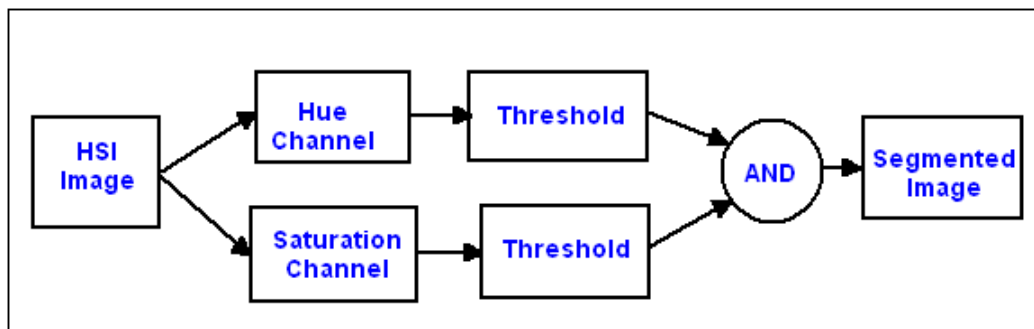 HSI
Image
Hue
Channel
Threshold
Saturation
Channel
Threshold
AND
Segmented
Image